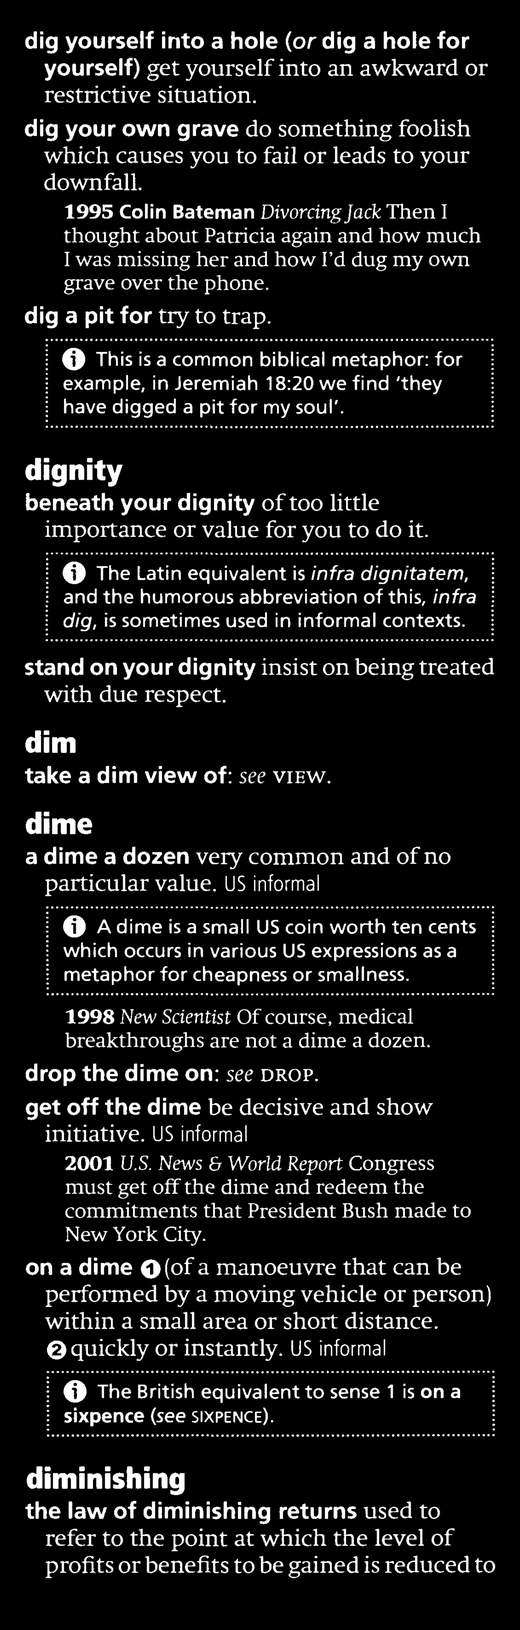 dig yourself into a hole (or dig a hole for
yourself) get yourself into an awkward or
restrictive situation.
dig your own grave do something foolish
which causes you to fail or leads to your
downfall.
1995 Colin Bateman Divorcing Jack Then I
thought about Patricia again and how much
I was missing her and how I'd dug my own
grave over the phone.
dig a pit for try to trap.
ⓘ This is a common biblical metaphor: for
example, in Jeremiah 18:20 we find 'they
have digged a pit for my soul'.
dignity
beneath your dignity of too little
importance or value for you to do it.
ⓘ The Latin equivalent is infra dignitatem,
and the humorous abbreviation of this, infra
dig, is sometimes used in informal contexts.
stand on your dignity insist on being treated
with due respect.
dim
take a dim view of: see VIEW.
dime
a dime a dozen very common and of no
particular value. US informal
ⓘ A dime is a small US coin worth ten cents
which occurs in various US expressions as a
metaphor for cheapness or smallness.
1998 New Scientist Of course, medical
breakthroughs are not a dime a dozen.
drop the dime on: see DROP.
get off the dime be decisive and show
initiative. US informal
2001 U.S. News & World Report Congress
must get off the dime and redeem the
commitments that President Bush made to
New York City.
on a dime ❶ (of a manoeuvre that can be
performed by a moving vehicle or person)
within a small area or short distance.
❷ quickly or instantly. US informal
ⓘ The British equivalent to sense 1 is on a
sixpence (see SIXPENCE).
diminishing
the law of diminishing returns used to
refer to the point at which the level of
profits or benefits to be gained is reduced to